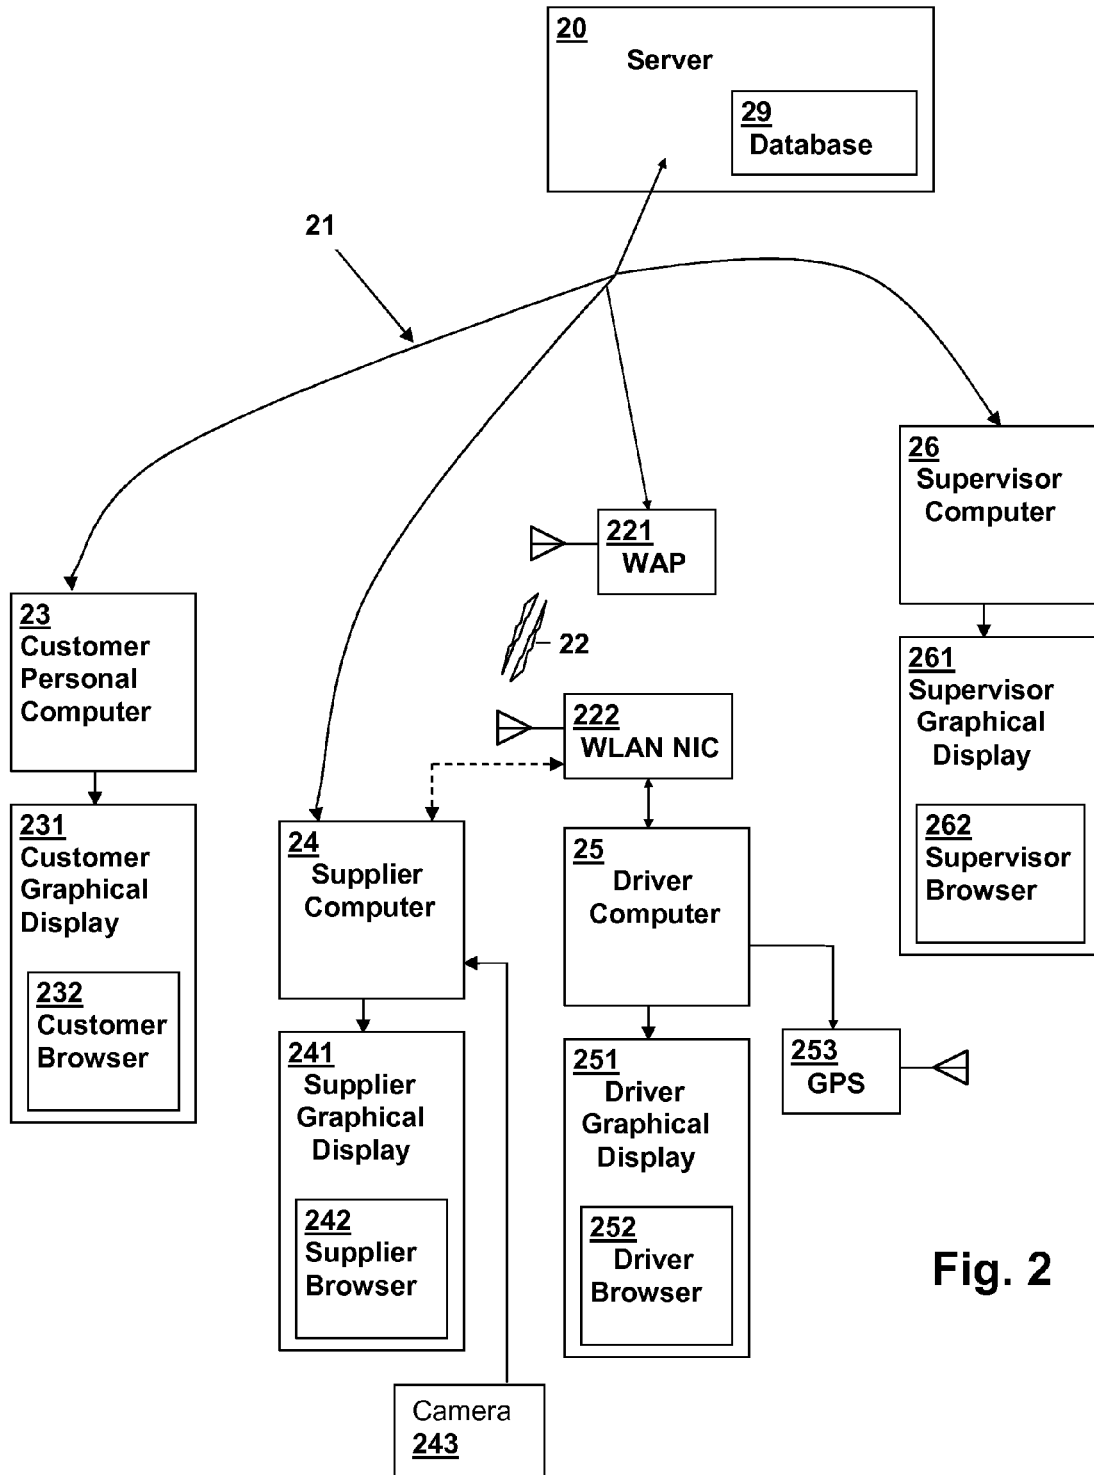 20
Server
29
Database
21
26
Supervisor
Computer
221
WAP
23
Customer
Personal
Computer
22
261
Supervisor
Graphical
Display
222
WLAN NIC
231
Customer
Graphical
Display
262
Supervisor
Browser
24
Supplier
Computer
25
Driver
Computer
232
Customer
Browser
241
Supplier
Graphical
Display
251
Driver
Graphical
Display
253
GPS
242
Supplier
Browser
252
Driver
Browser
Fig. 2
Camera
243